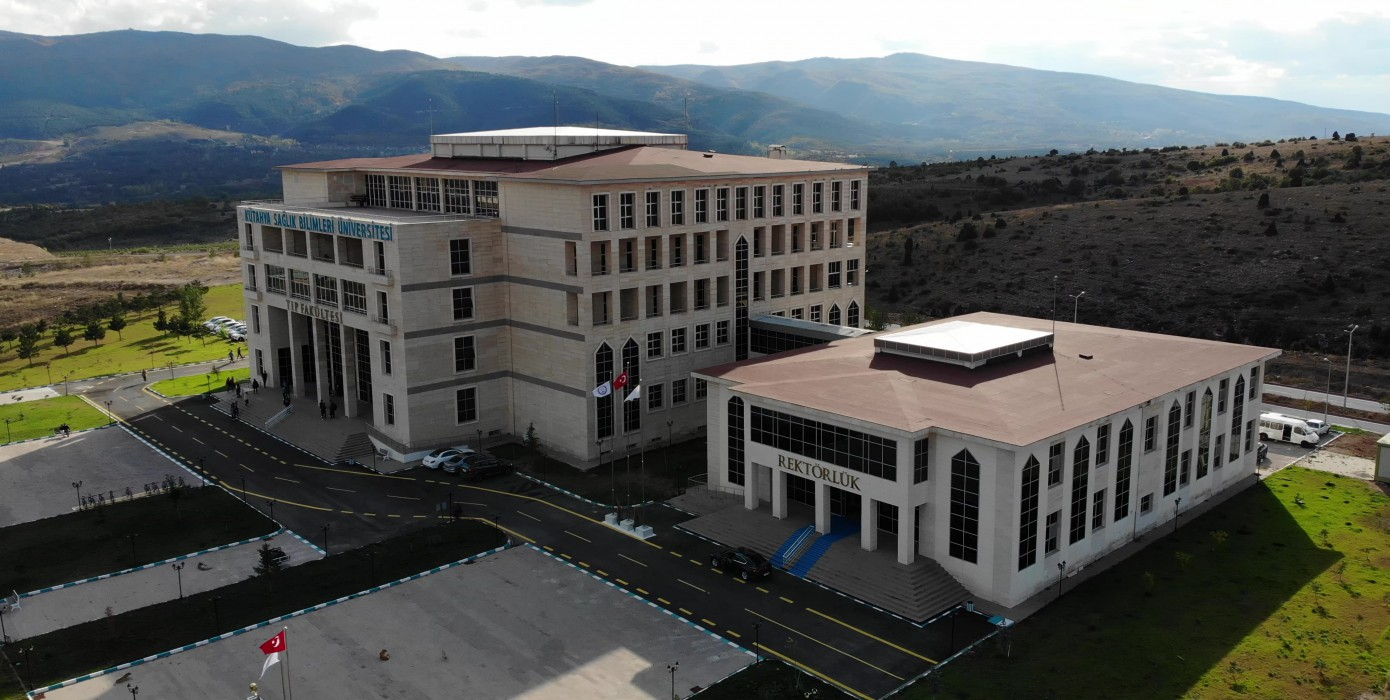 KÜTAHYA SAĞLIK BİLİMLERİ ÜNİVERSİTESİ
TIP FAKÜLTESİ
REKTÖRLÜK